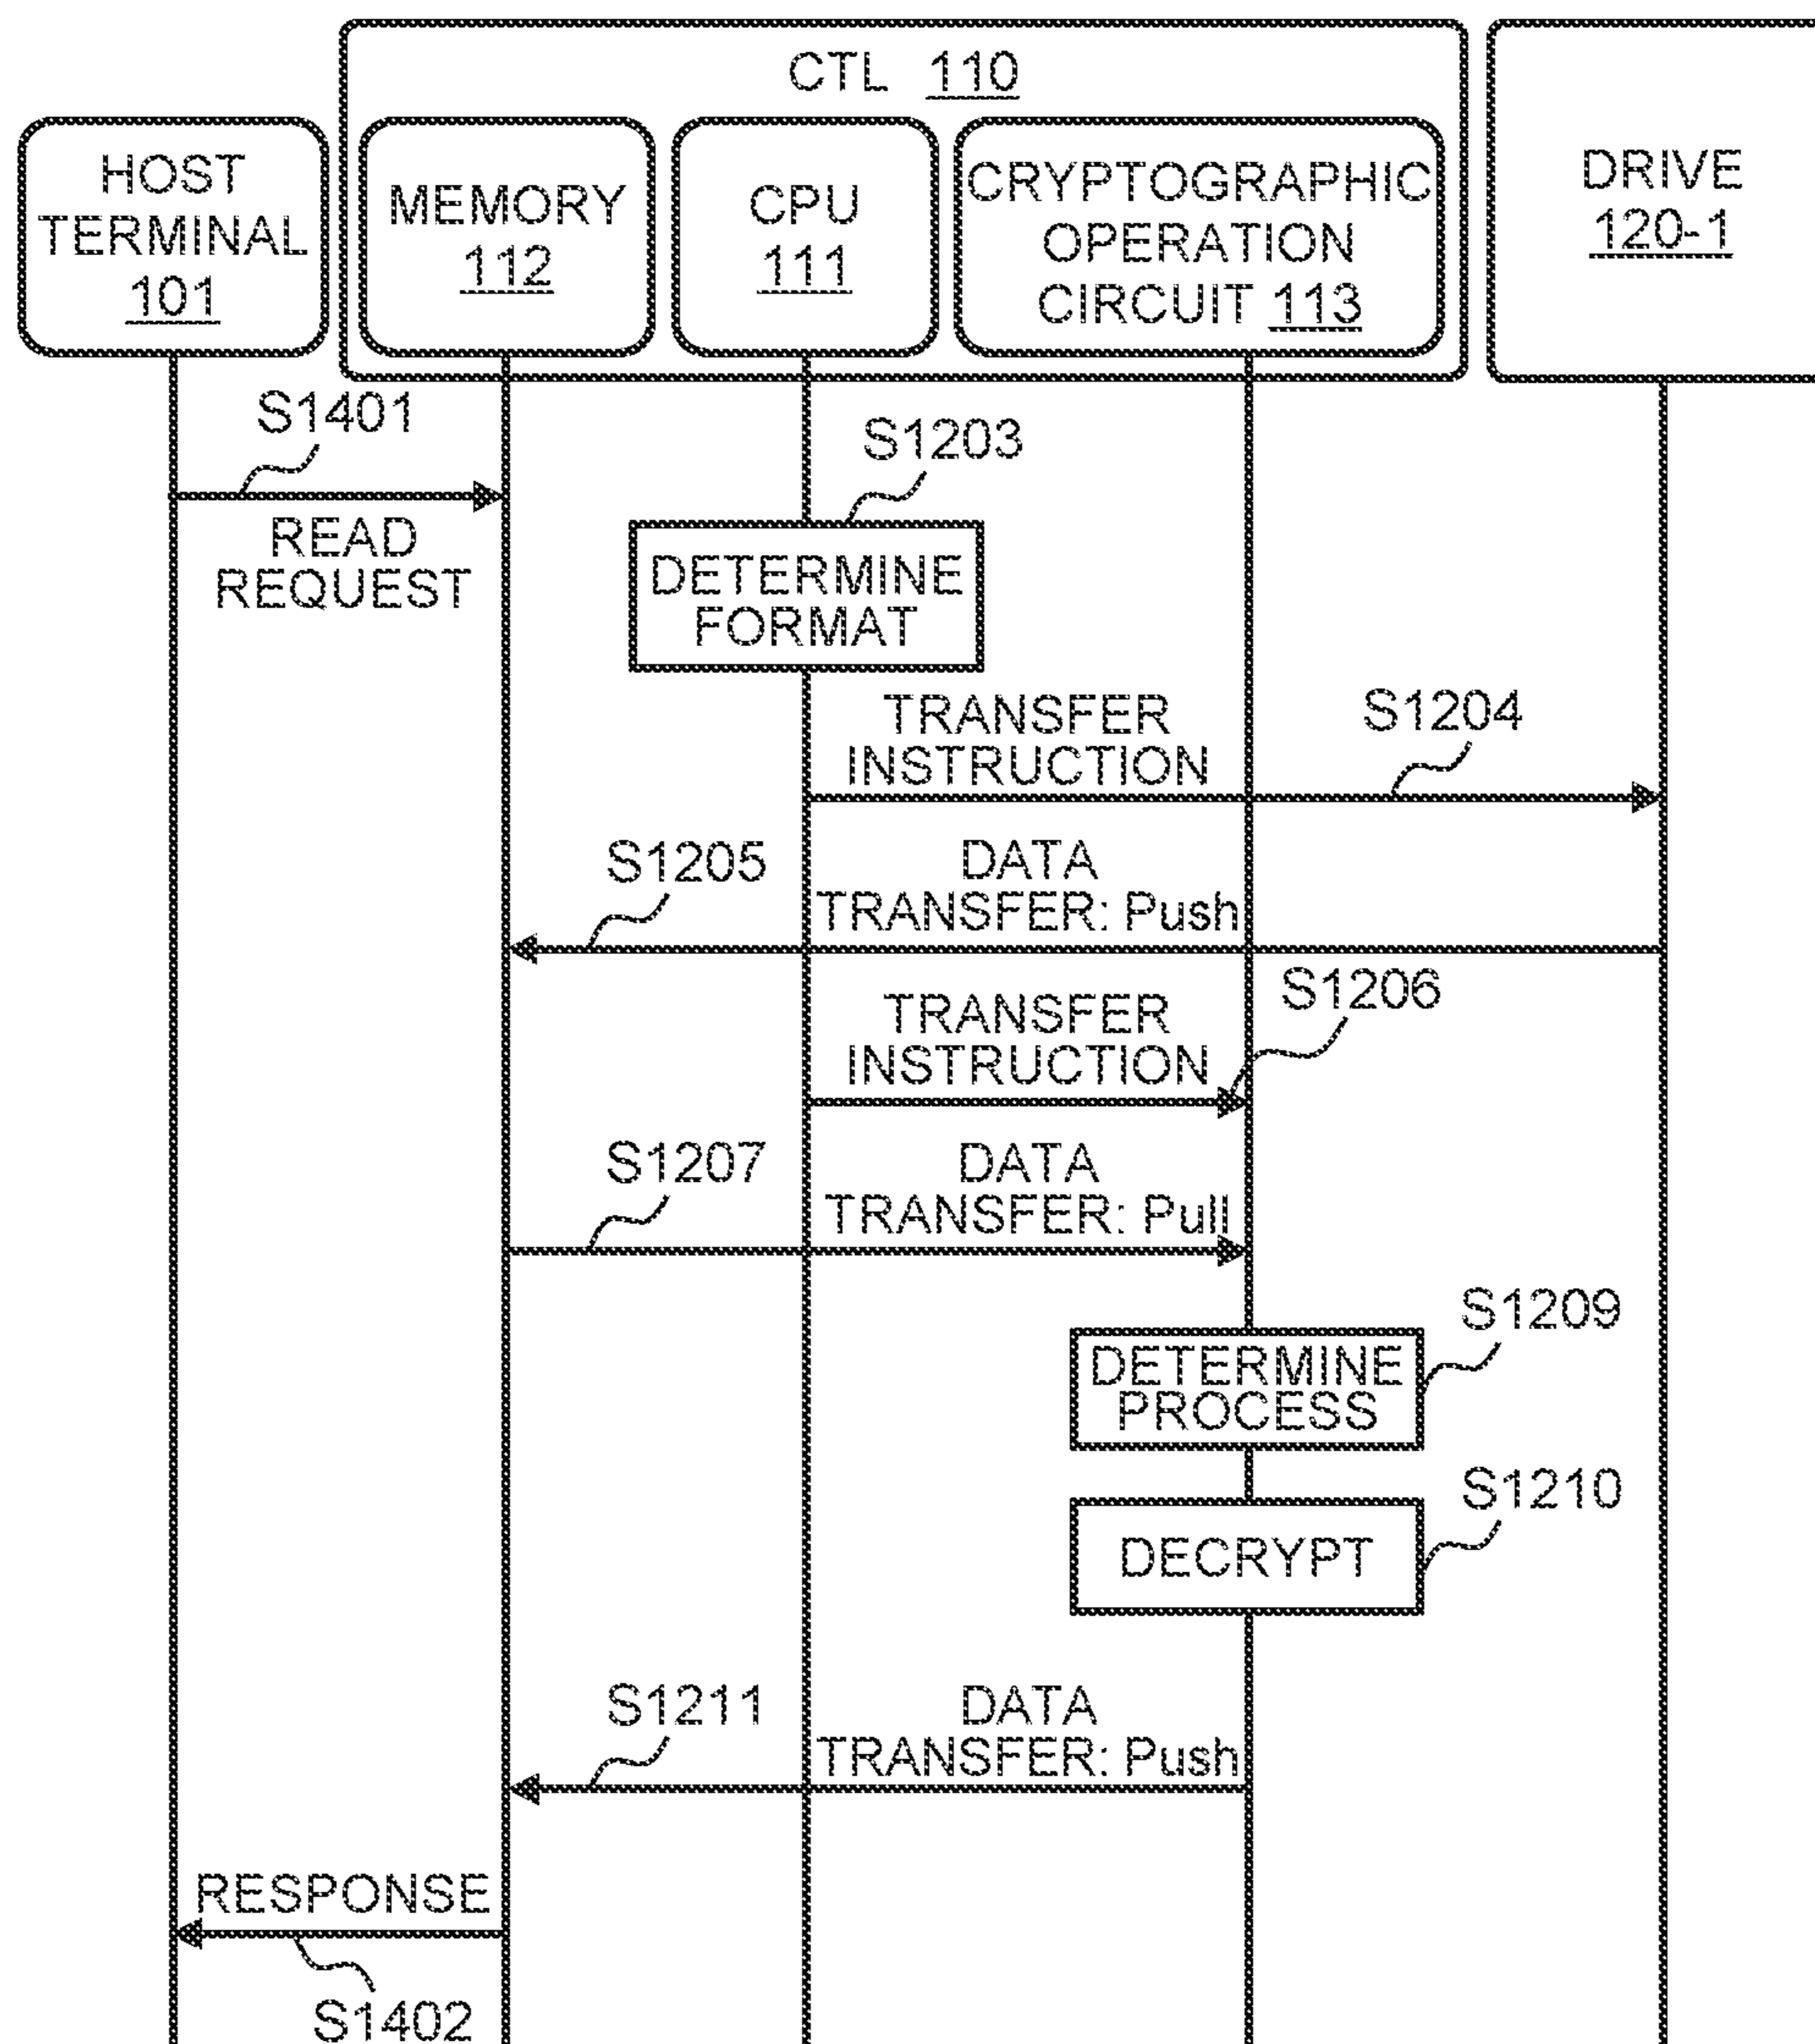 CTL 110
HOST
TERMINAL
101
MEMORY
112
CPU
111
CRYPTOGRAPHIC
OPERATION
CIRCUIT 113
DRIVE
120-1
S1401
READ
REQUEST
S1203
DETERMINE
FORMAT
TRANSFER
INSTRUCTION
S1204
S1205
DATA
TRANSFER: Push
TRANSFER
INSTRUCTION
S1206
S1207
DATA
TRANSFER: Pull
DETERMINE
PROCESS
S1209
DECRYPT
S1210
S1211
DATA
TRANSFER: Push
RESPONSE
S1402